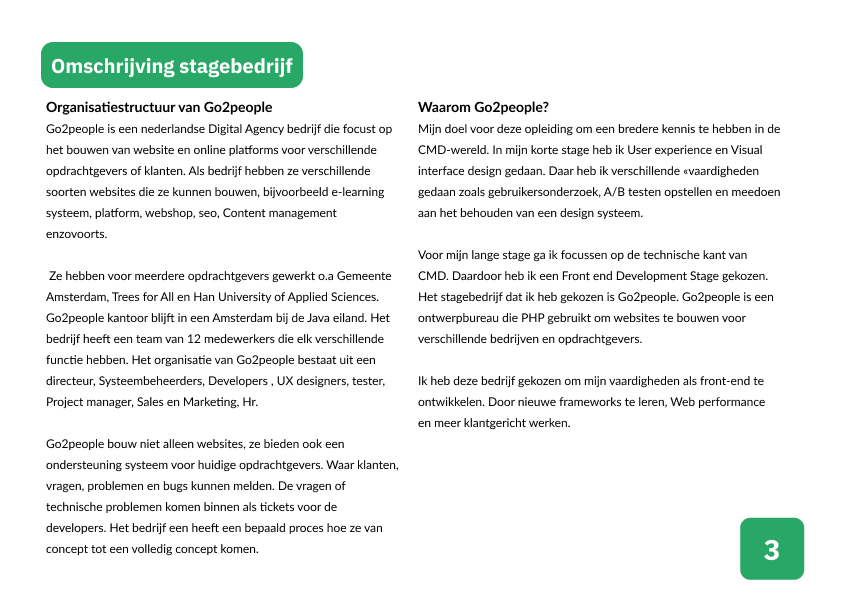 Omschrijving stagebedrijf
Organisatiestructuur van Go2people
Go2people is een nederlandse Digital Agency bedrijf die focust op
het bouwen van website en online platforms voor verschillende
opdrachtgevers of klanten. Als bedrijf hebben ze verschillende
soorten websites die ze kunnen bouwen, bijvoorbeeld e-learning
systeem, platform, webshop, seo, Content management
enzovoorts.
Ze hebben voor meerdere opdrachtgevers gewerkt o.a Gemeente
Amsterdam, Trees for All en Han University of Applied Sciences.
Go2people kantoor blijft in een Amsterdam bij de Java eiland. Het
bedrijf heeft een team van 12 medewerkers die elk verschillende
functie hebben. Het organisatie van Go2people bestaat uit een
directeur, Systeembeheerders, Developers , UX designers, tester,
Project manager, Sales en Marketing, Hr.
Go2people bouw niet alleen websites, ze bieden ook een
ondersteuning systeem voor huidige opdrachtgevers. Waar klanten,
vragen, problemen en bugs kunnen melden. De vragen of
technische problemen komen binnen als tickets voor de
developers. Het bedrijf een heeft een bepaald proces hoe ze van
concept tot een volledig concept komen.
Waarom Go2people?
Mijn doel voor deze opleiding om een bredere kennis te hebben in de
CMD-wereld. In mijn korte stage heb ik User experience en Visual
interface design gedaan. Daar heb ik verschillende «vaardigheden
gedaan zoals gebruikersonderzoek, A/B testen opstellen en meedoen
aan het behouden van een design systeem.
Voor mijn lange stage ga ik focussen op de technische kant van
CMD. Daardoor heb ik een Front end Development Stage gekozen.
Het stagebedrijf dat ik heb gekozen is Go2people. Go2people is een
ontwerpbureau die PHP gebruikt om websites te bouwen voor
verschillende bedrijven en opdrachtgevers.
Ik heb deze bedrijf gekozen om mijn vaardigheden als front-end te
ontwikkelen. Door nieuwe frameworks te leren, Web performance
en meer klantgericht werken.
3